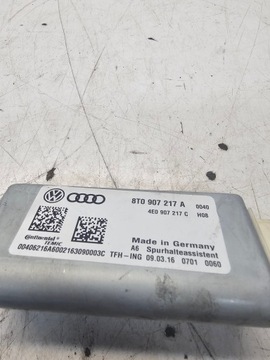 8T0 907 217 A 0040
4E0 907 217 C H08
Made in Germany
A6 Spurhalteassistent
Continental TEMIC TFH-ING 09.03.16 0701 0060
00406216A6002163090003C